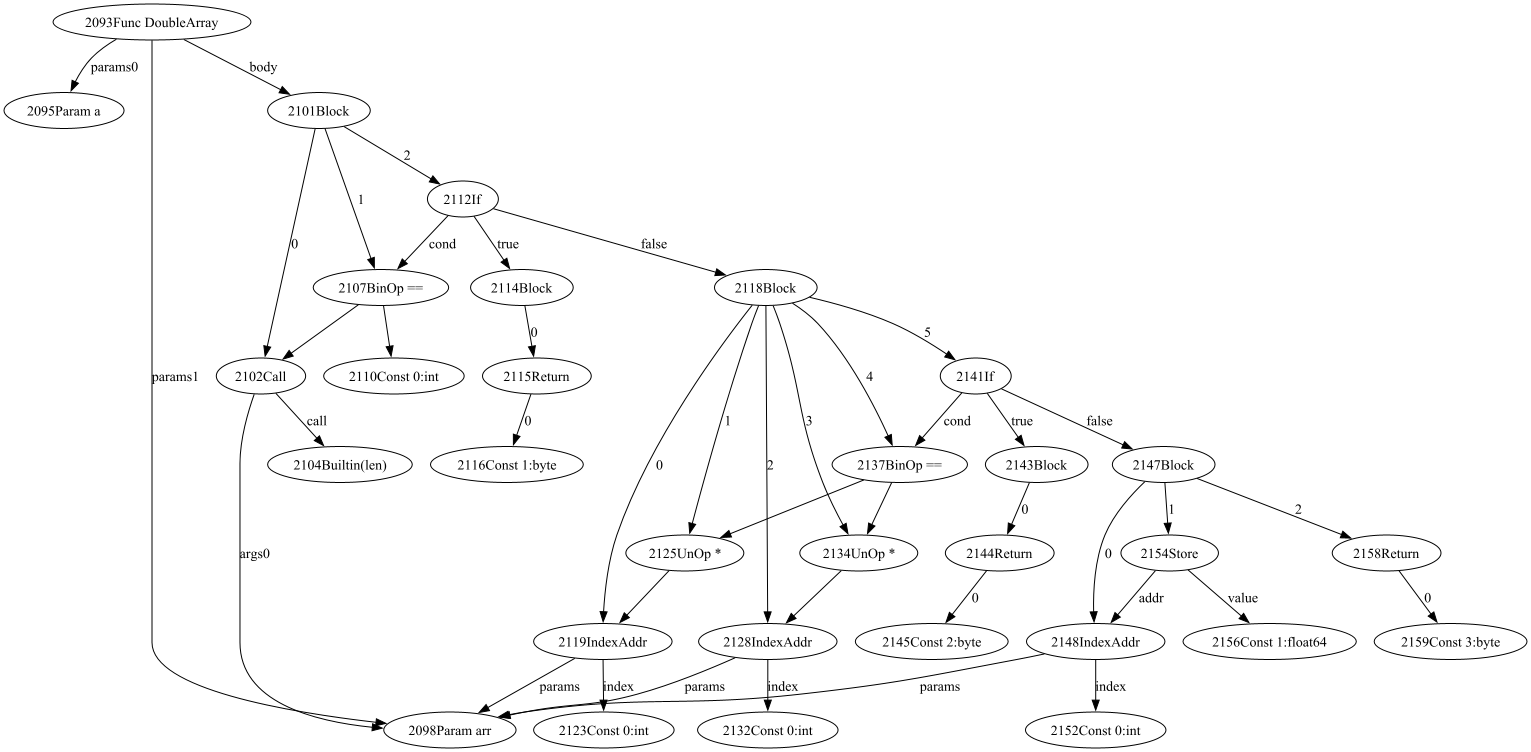 2093Func DoubleArray
params0
body
2095Param a
2101Block
2
2112If
1
0
cond
true
false
2107BinOp ==
2114Block
2118Block
0
5
2102Call
2110Const 0:int
2115Return
2141If
params1
4
call
0
1
3
cond
true
false
2104Builtin(len)
2116Const 1:byte
0
2
2137BinOp ==
2143Block
2147Block
0
1
2
args0
2125UnOp *
2134UnOp *
2144Return
0
2154Store
2158Return
0
addr
value
0
2119IndexAddr
2128IndexAddr
2145Const 2:byte
2148IndexAddr
2156Const 1:float64
2159Const 3:byte
params
index
params
index
params
index
2098Param arr
2123Const 0:int
2132Const 0:int
2152Const 0:int